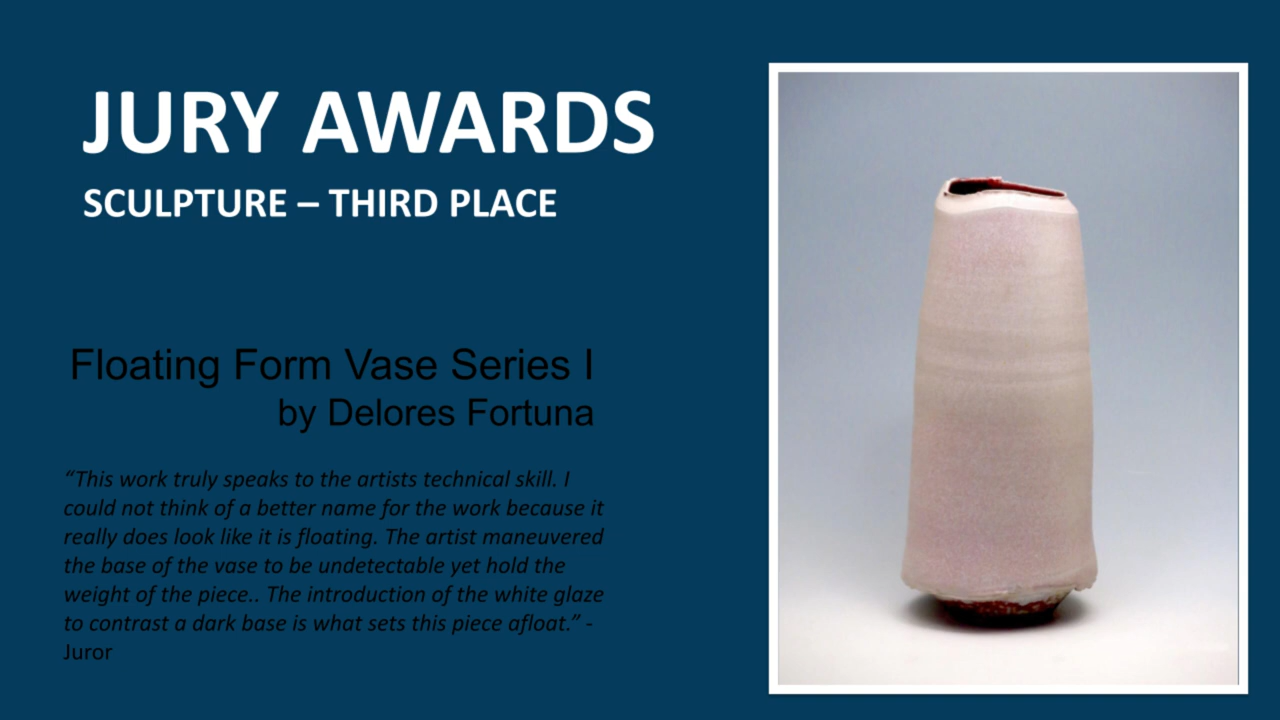 JURY AWARDS
SCULPTURE – THIRD PLACE
Floating Form Vase Series I
by Delores Fortuna
“This work truly speaks to the artists technical skill. I
could not think of a better name for the work because it
really does look like it is floating. The artist maneuvered
the base of the vase to be undetectable yet hold the
weight of the piece.. The introduction of the white glaze
to contrast a dark base is what sets this piece afloat.” -
Juror